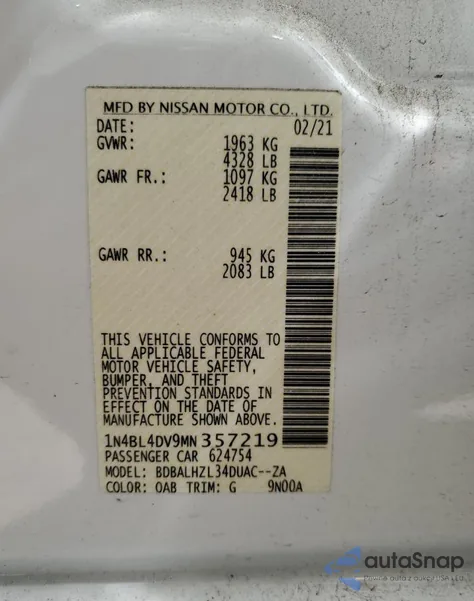 MFD BY NISSAN MOTOR CO., LTD.
DATE: 02/21
GVWR: 1963 KG
4328 LB
GAWR FR.: 1097 KG
2418 LB
GAWR RR.: 945 KG
2083 LB
THIS VEHICLE CONFORMS TO
ALL APPLICABLE FEDERAL
MOTOR VEHICLE SAFETY,
BUMPER, AND THEFT
PREVENTION STANDARDS IN
EFFECT ON THE DATE OF
MANUFACTURE SHOWN ABOVE.
1N4BL4DV9MN357219
PASSENGER CAR 624754
MODEL: BDBALHZL34DUAC--ZA
COLOR: QAB TRIM: G 9N00A
autaSnap